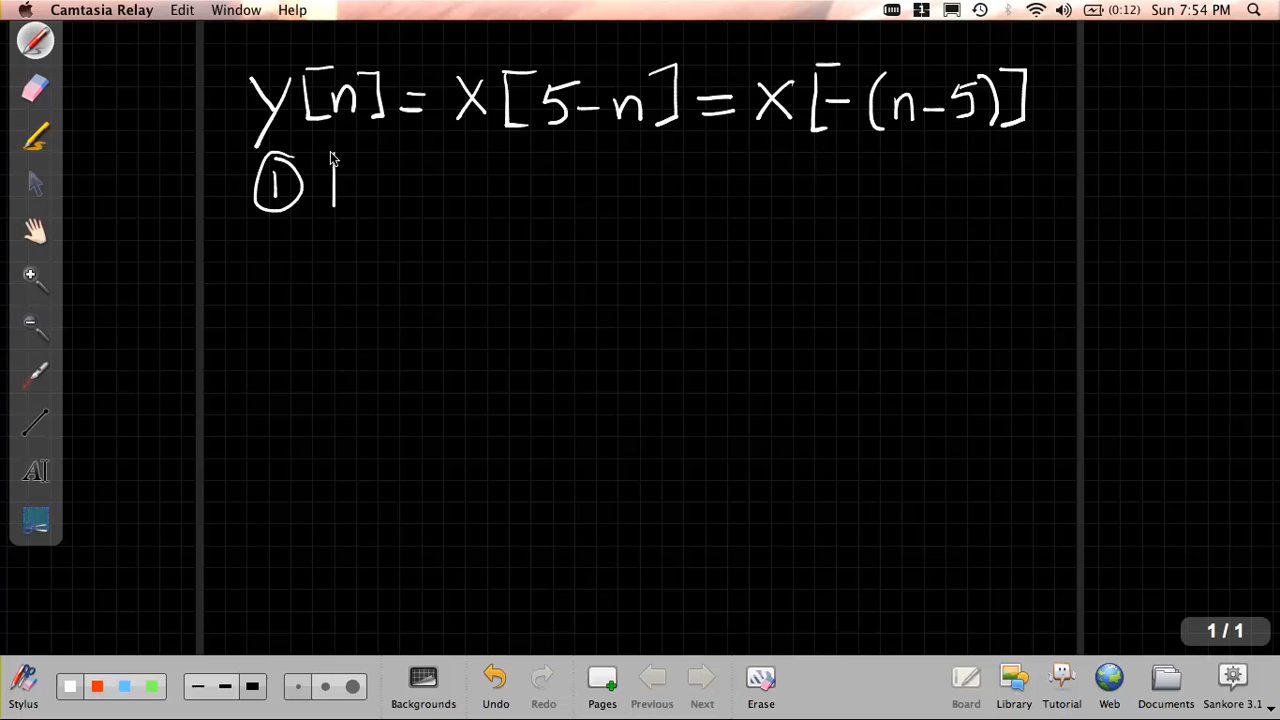 Camtasia Relay Edit Window Help (0:12) Sun 7:54 PM
y[n] = x[5-n] = x[-(n-5)]
① |
AI
1 / 1
Stylus Backgrounds Undo Redo Pages Previous Next Erase Board Library Tutorial Web Documents Sankore 3.1